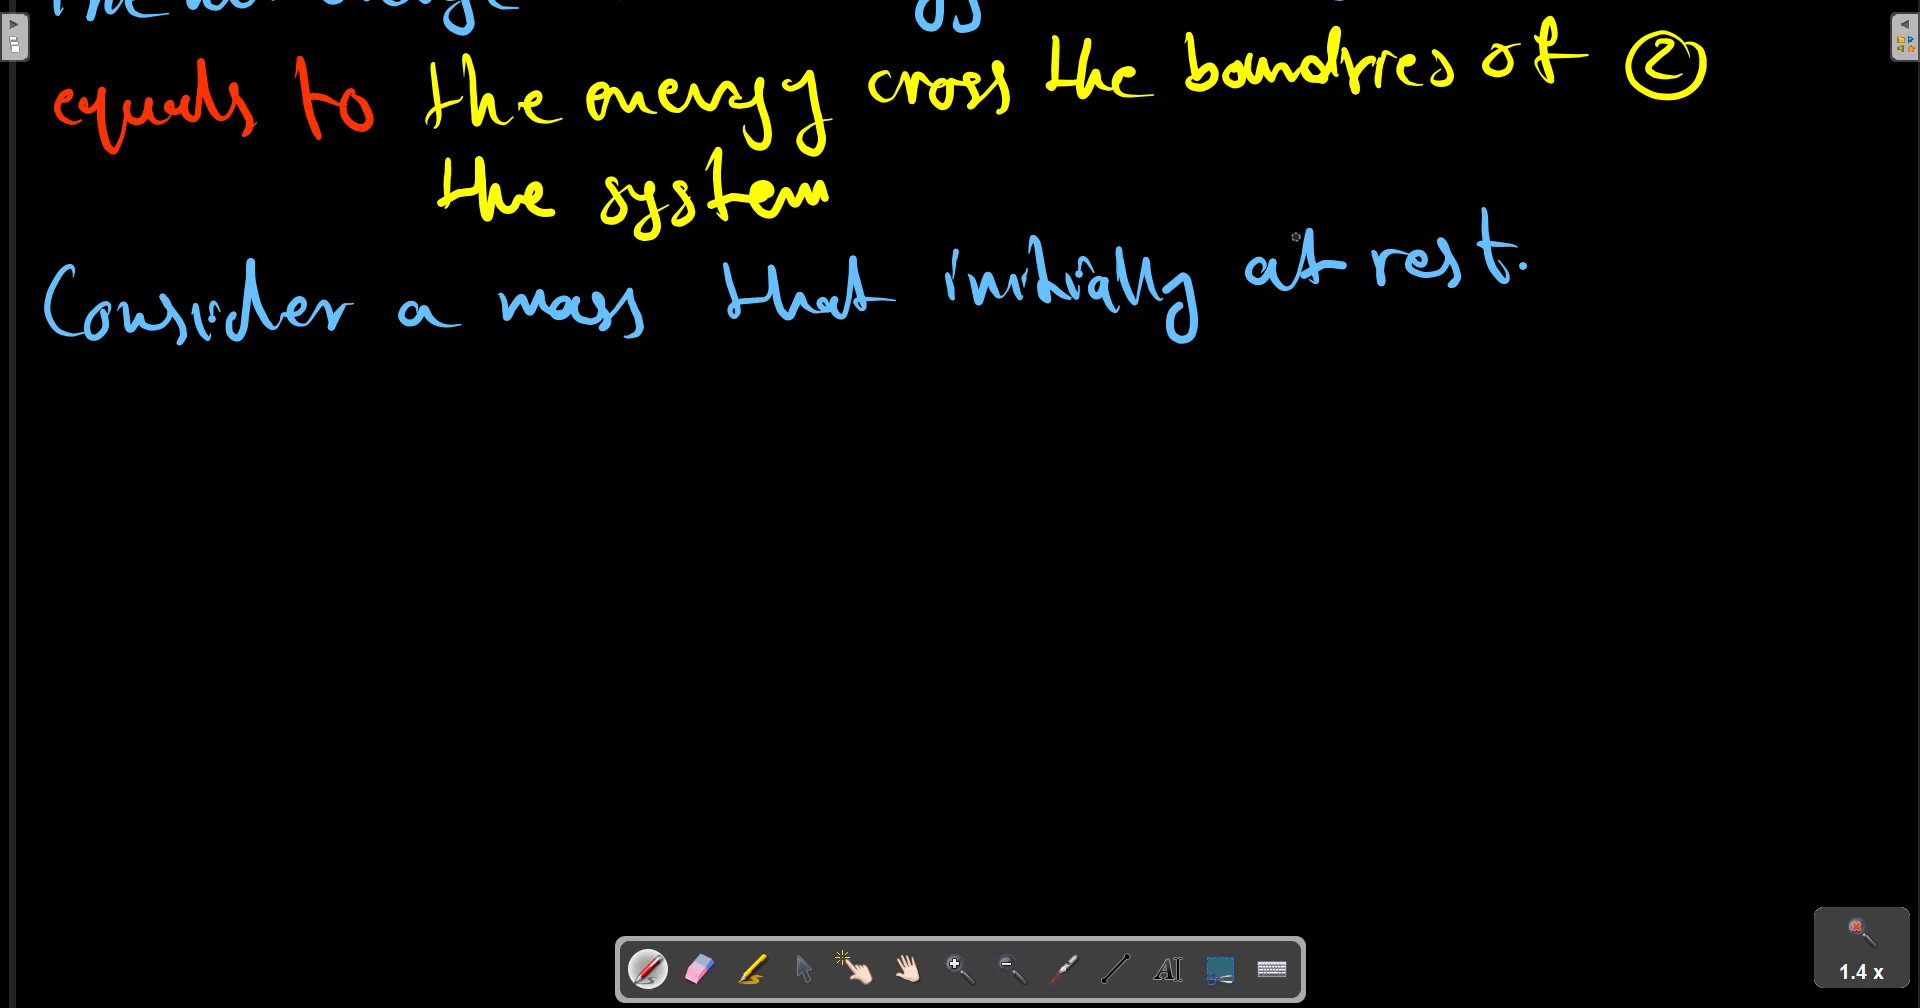 equals to the energy cross the boundries of ②
the system
Consider a mass that initially at rest.
AI
1.4 x